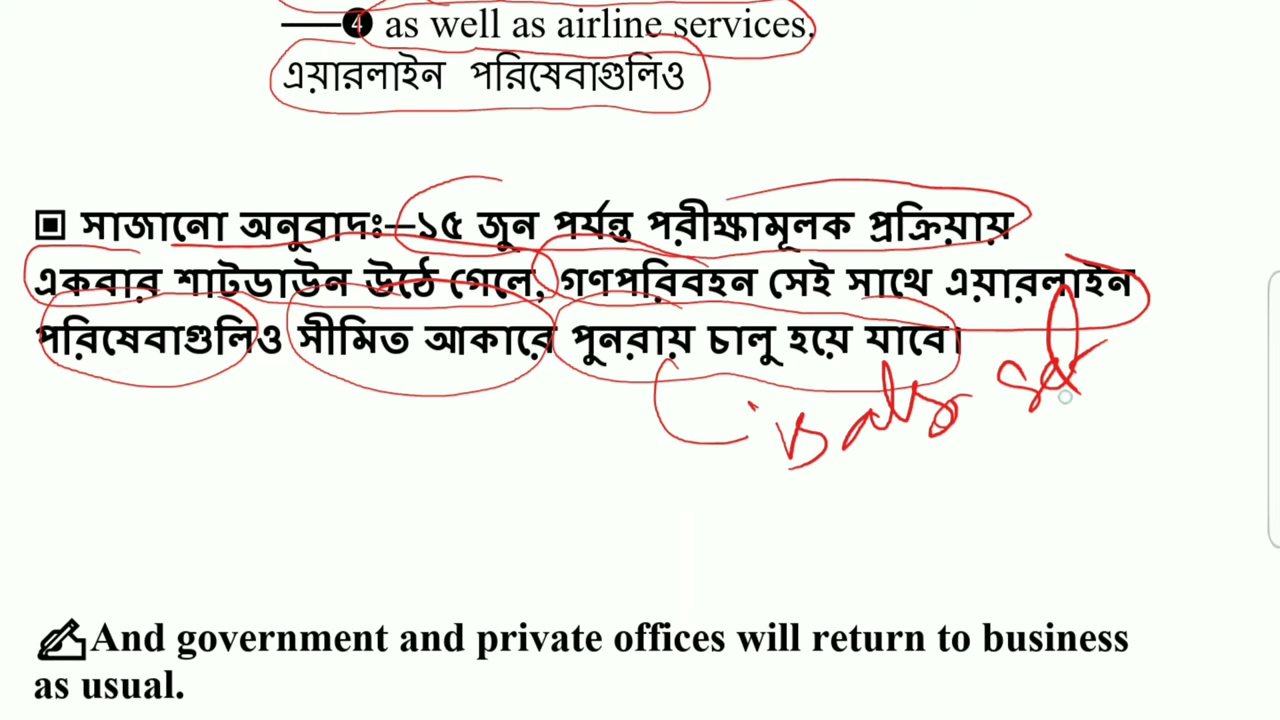 ❹ as well as airline services.
এয়ারলাইন পরিষেবাগুলিও
▣ সাজানো অনুবাদঃ–১৫ জুন পর্যন্ত পরীক্ষামূলক প্রক্রিয়ায়
একবার শাটডাউন উঠে গেলে, গণপরিবহন সেই সাথে এয়ারলাইন
পরিষেবাগুলিও সীমিত আকারে পুনরায় চালু হয়ে যাবে।
is also
And government and private offices will return to business
as usual.